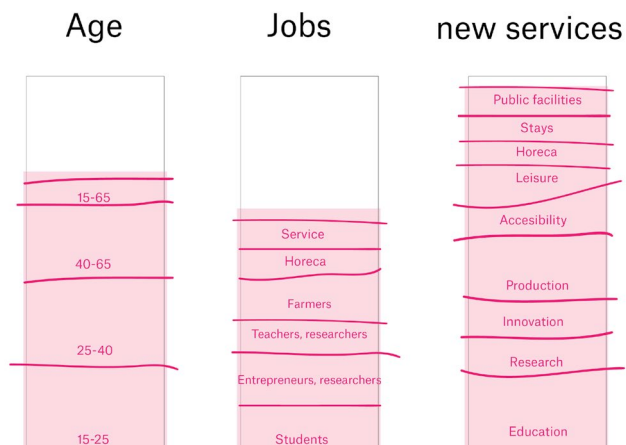 Age
15-65
40-65
25-40
15-25
Jobs
Service
Horeca
Farmers
Teachers, researchers
Entrepreneurs, researchers
Students
new services
Public facilities
Stays
Horeca
Leisure
Accesibility
Production
Innovation
Research
Education